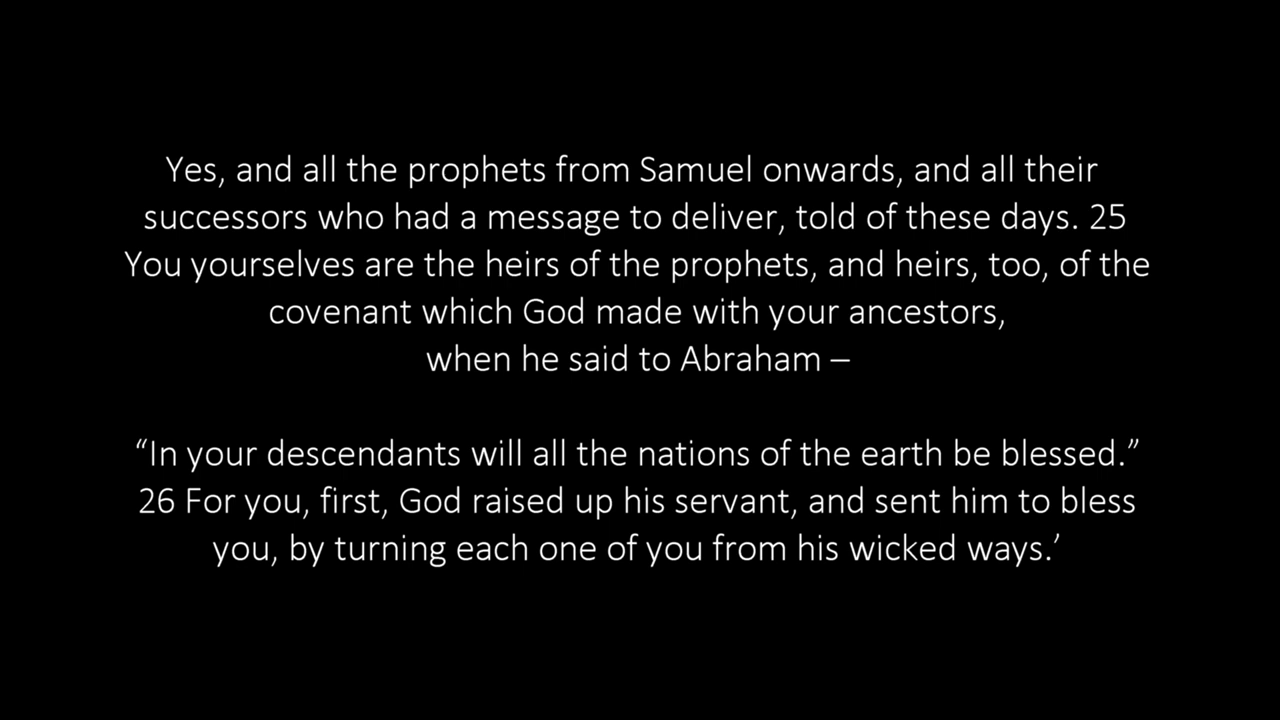 Yes, and all the prophets from Samuel onwards, and all their
successors who had a message to deliver, told of these days. 25
You yourselves are the heirs of the prophets, and heirs, too, of the
covenant which God made with your ancestors,
when he said to Abraham –
“In your descendants will all the nations of the earth be blessed.”
26 For you, first, God raised up his servant, and sent him to bless
you, by turning each one of you from his wicked ways.’